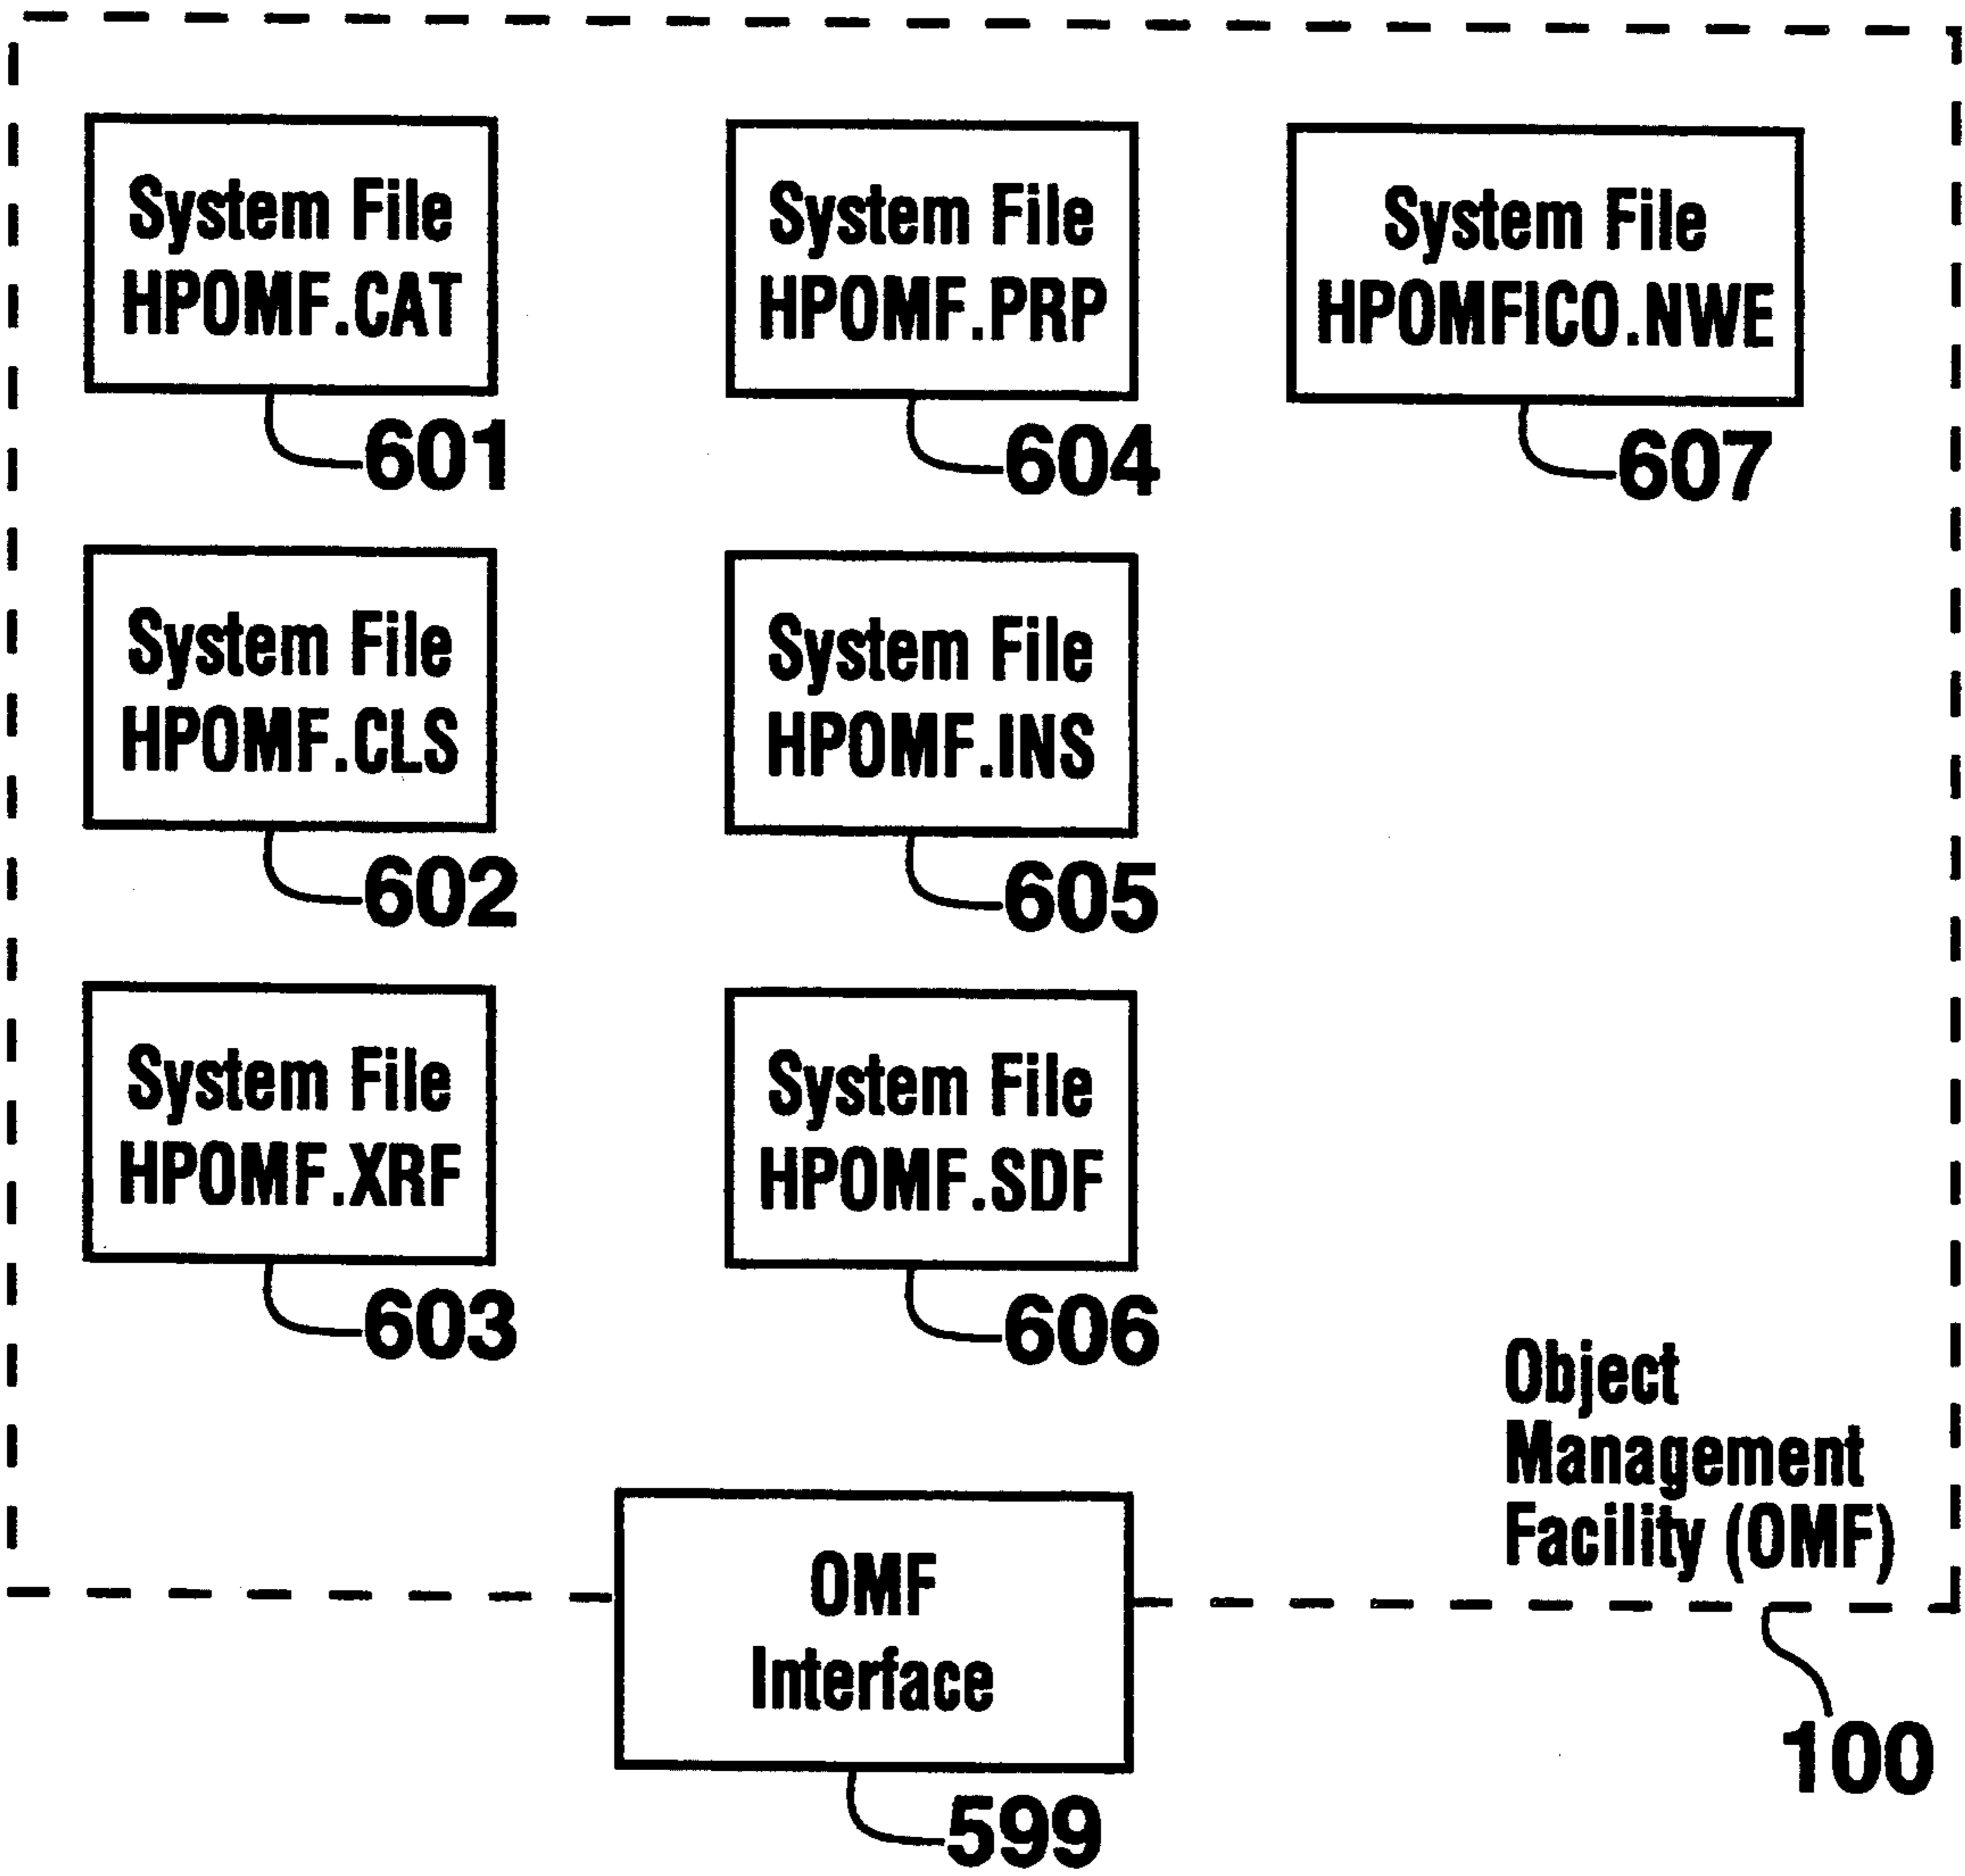 System File
HPOMF.CAT
601
System File
HPOMF.PRP
604
System File
HPOMFICO.NWE
607
System File
HPOMF.CLS
602
System File
HPOMF.INS
605
System File
HPOMF.XRF
603
System File
HPOMF.SDF
606
Object
Management
Facility (OMF)
100
OMF
Interface
599